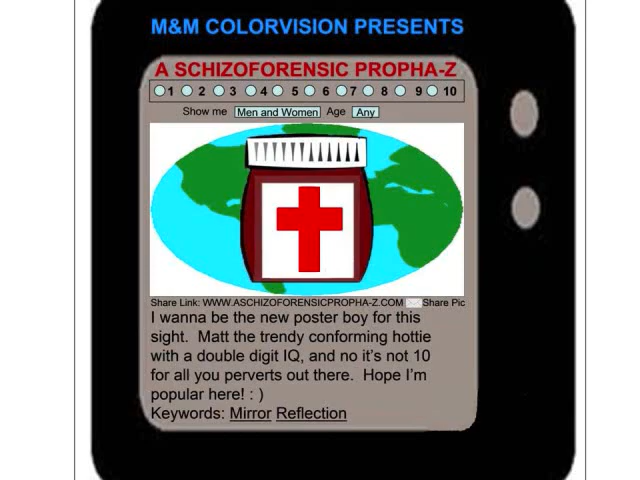 M&M COLORVISION PRESENTS
A SCHIZOFORENSIC PROPHA-Z
1 2 3 4 5 6 7 8 9 10
Show me Men and Women Age Any
Share Link: WWW.ASCHIZOFORENSICPROPHA-Z.COM Share Pic
I wanna be the new poster boy for this
sight. Matt the trendy conforming hottie
with a double digit IQ, and no it's not 10
for all you perverts out there. Hope I'm
popular here! : )
Keywords: Mirror Reflection